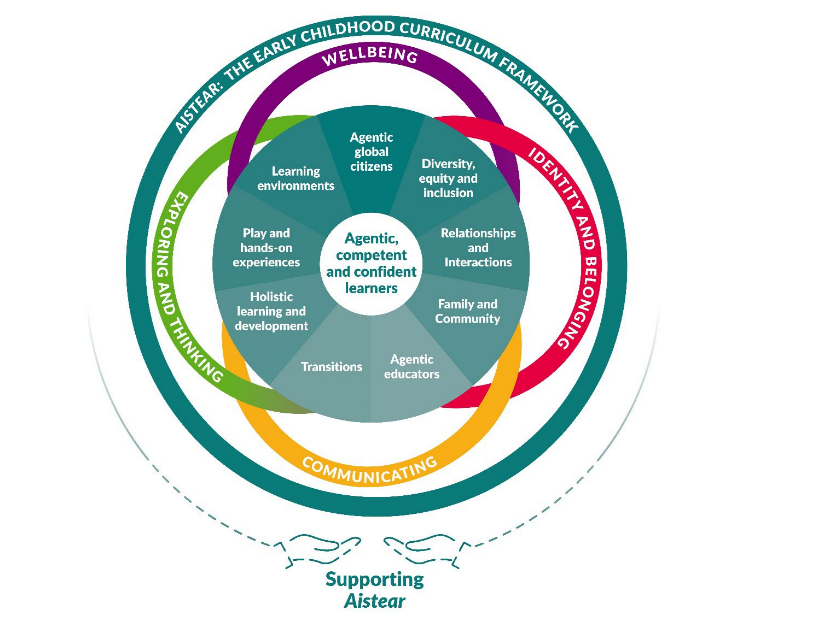 AISTEAR: THE EARLY CHILDHOOD CURRICULUM FRAMEWORK
WELLBEING
IDENTITY AND BELONGING
COMMUNICATING
EXPLORING AND THINKING
Agentic
global
citizens
Diversity,
equity and
inclusion
Relationships
and
Interactions
Family and
Community
Agentic
educators
Transitions
Holistic
learning and
development
Play and
hands-on
experiences
Learning
environments
Agentic,
competent
and confident
learners
Supporting
Aistear